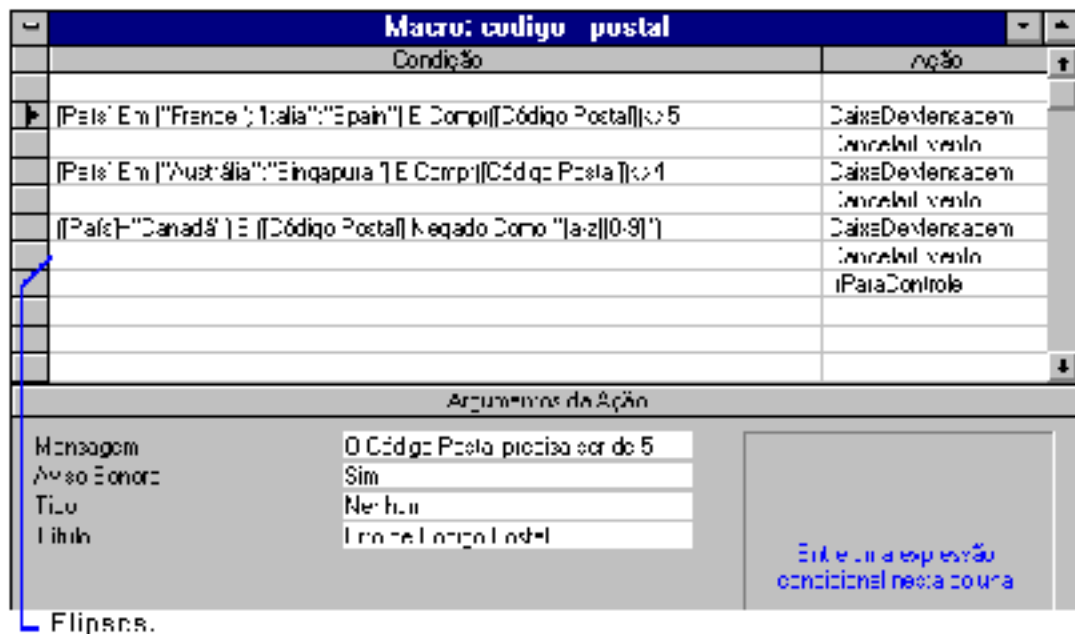 Macro: codigo postal
Condição Ação
[País] Em ("France"; "Italia";"Spain") E Compr([Código Postal])<>5 CaixaDeMensagem
CancelarEvento
[País] Em ("Austrália";"Singapura") E Compr([Código Postal])<>4 CaixaDeMensagem
CancelarEvento
([País]="Canadá") E ([Código Postal] Negado Como "[a-z][0-9]") CaixaDeMensagem
CancelarEvento
IrParaControle
Argumentos da Ação
Mensagem O Código Postal precisa ser de 5
Aviso Sonoro Sim
Tipo Nenhum
Título Erro de Código Postal
Entre uma expressão
condicional nesta coluna
Elipses.